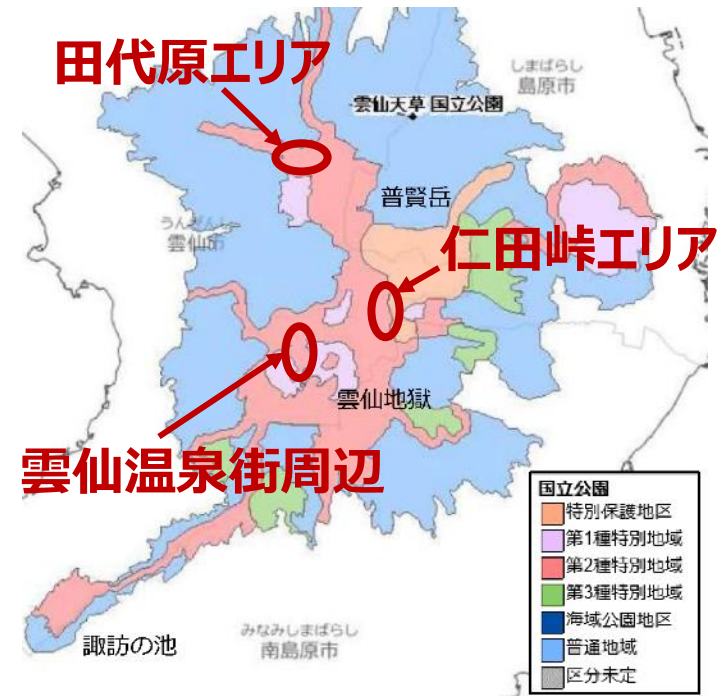 田代原エリア
しまばらし
島原市
雲仙天草 国立公園
普賢岳
うんぜんし
雲仙市
仁田峠エリア
雲仙地獄
雲仙温泉街周辺
諏訪の池
みなみしまばらし
南島原市
国立公園
特別保護地区
第1種特別地域
第2種特別地域
第3種特別地域
海域公園地区
普通地域
区分未定